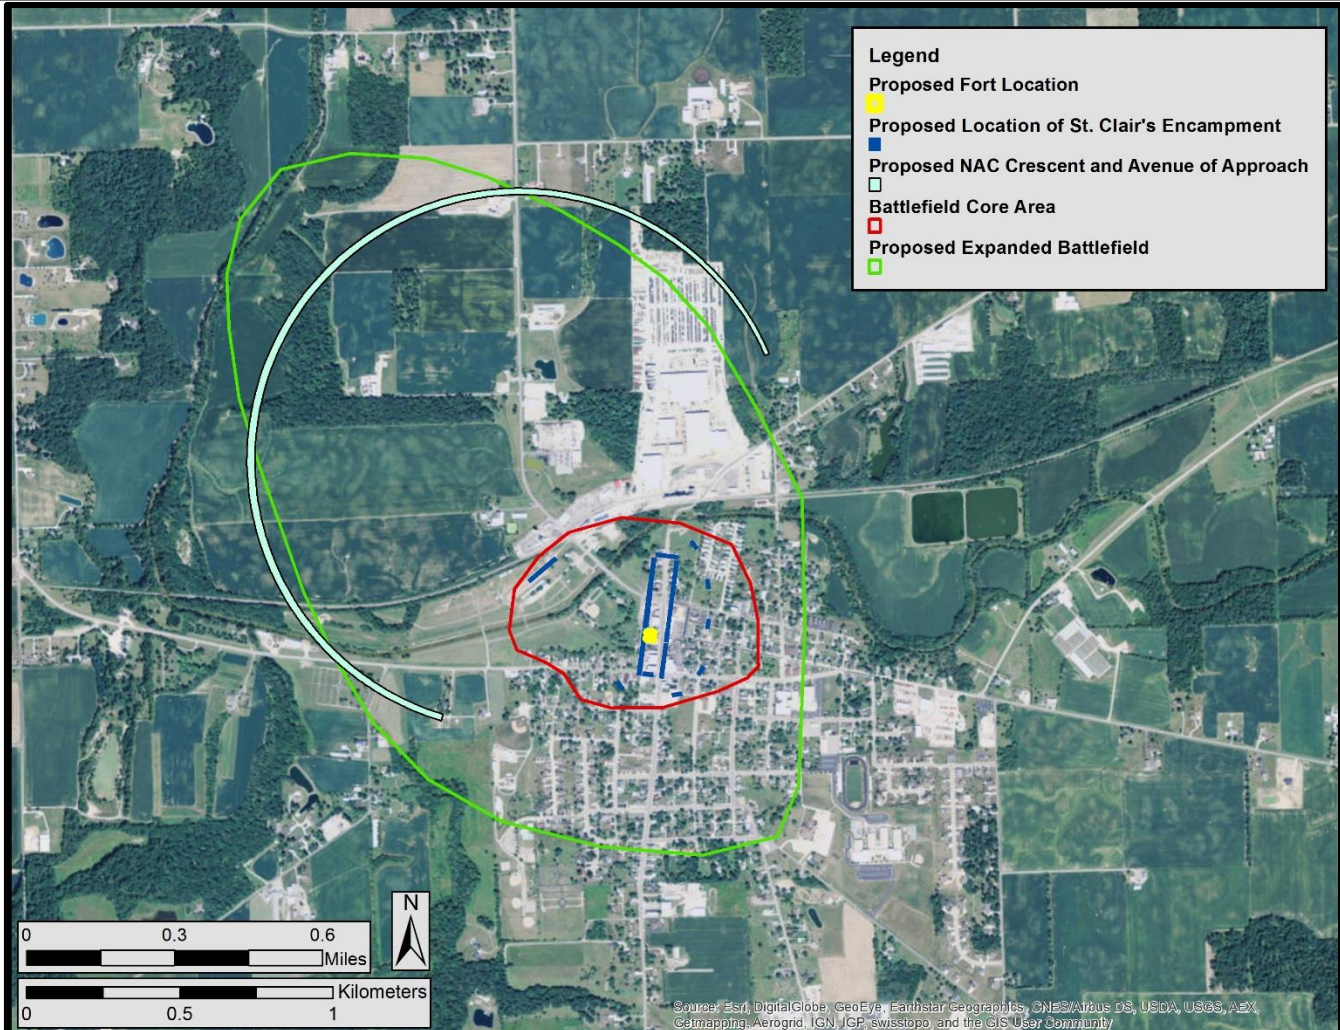 Legend
Proposed Fort Location
Proposed Location of St. Clair's Encampment
Proposed NAC Crescent and Avenue of Approach
Battlefield Core Area
Proposed Expanded Battlefield
N
0 0.3 0.6
Miles
Kilometers
0 0.5 1
Source: Esri, DigitalGlobe, GeoEye, Earthstar Geographics, CNES/Airbus DS, USDA, USGS, AEX,
Getmapping, Aerogrid, IGN, IGP, swisstopo, and the GIS User Community